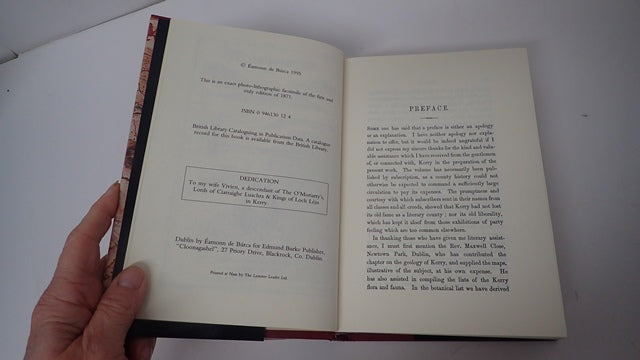 © Éamonn de Búrca 1995
This is an exact photo-lithographic facsimile of the first and
only edition of 1871.
ISBN 0 946130 12 4
British Library Cataloguing in Publication Data. A catalogue
record for this book is available from the British Library.
DEDICATION
To my wife Vivien, a descendant of The O'Moriarty's,
Lords of Ciarraighe Luachra & Kings of Loch Léin
in Kerry.
Dublin by Éamonn de Búrca for Edmund Burke Publisher,
"Cloonagashel", 27 Priory Drive, Blackrock, Co. Dublin.
Printed at Naas by The Leinster Leader Ltd.
PREFACE.
SOME one has said that a preface is either an apology
or an explanation. I have neither apology nor expla-
nation to offer, but it would be indeed ungrateful if I
did not express my sincere thanks for the kind and valu-
able assistance which I have received from the gentlemen
of, or connected with, Kerry in the preparation of the
present work. The volume has necessarily been pub-
lished by subscription, as a county history could not
otherwise be expected to command a sufficiently large
circulation to pay its expenses. The promptness and
courtesy with which subscribers sent in their names from
all classes and all creeds, showed that Kerry had not lost
its old fame as a literary county; nor its old liberality,
which has kept it aloof from those exhibitions of party
feeling which are too common elsewhere.
In thanking those who have given me literary assist-
ance, I must first mention the Rev. Maxwell Close,
Newtown Park, Dublin, who has contributed the
chapter on the geology of Kerry, and supplied the maps,
illustrative of the subject, at his own expense. He
has also assisted in compiling the lists of the Kerry
flora and fauna. In the botanical list we have derived